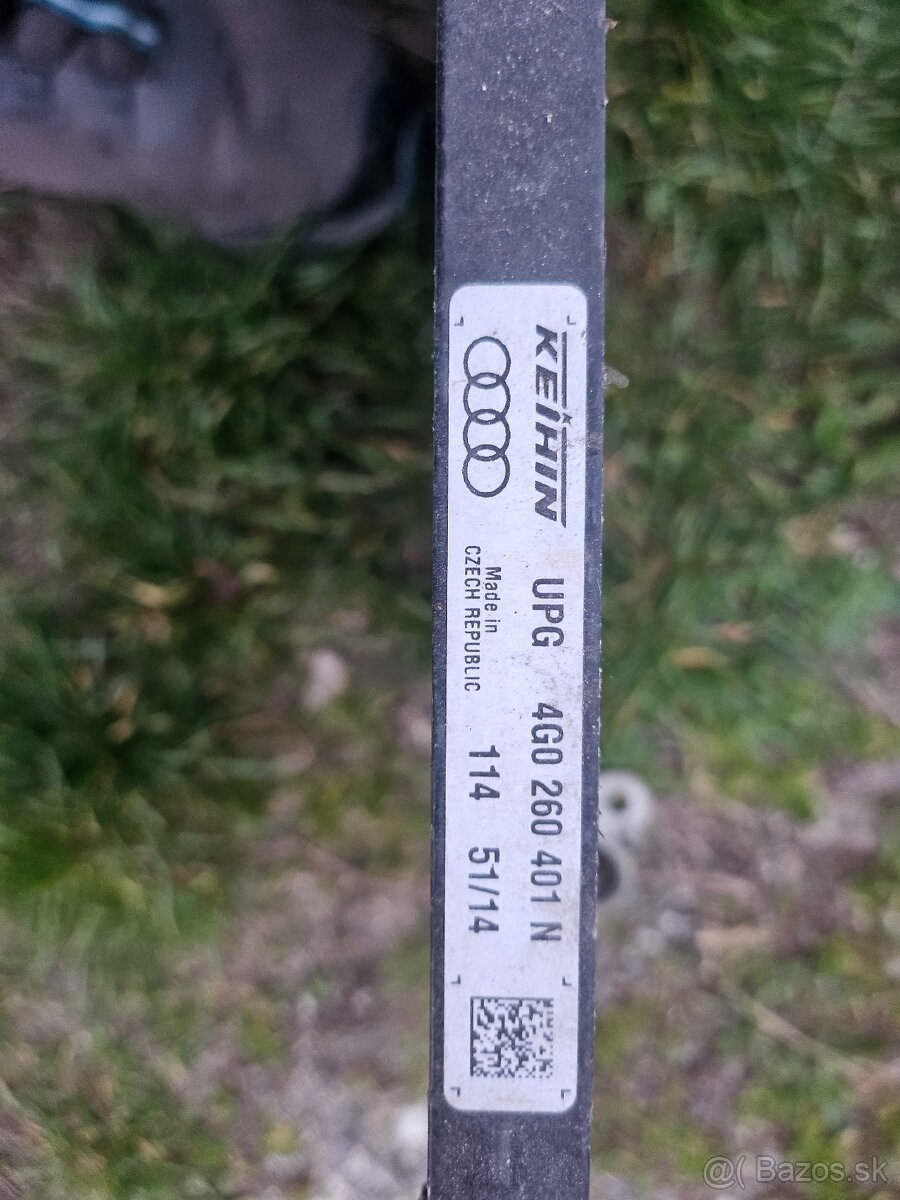 KEIHIN UPG 4G0 260 401 N
Made in
CZECH REPUBLIC
114 51/14
@( Bazos.sk